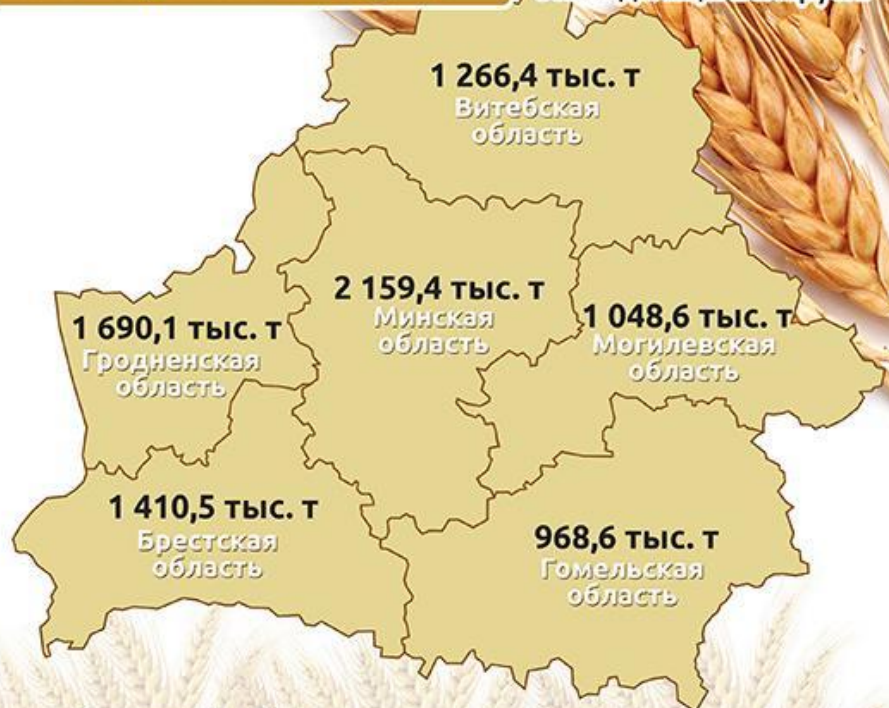 1 266,4 тыс. т
Витебская
область
2 159,4 тыс. т
Минская
область
1 048,6 тыс. т
Могилевская
область
1 690,1 тыс. т
Гродненская
область
1 410,5 тыс. т
Брестская
область
968,6 тыс. т
Гомельская
область